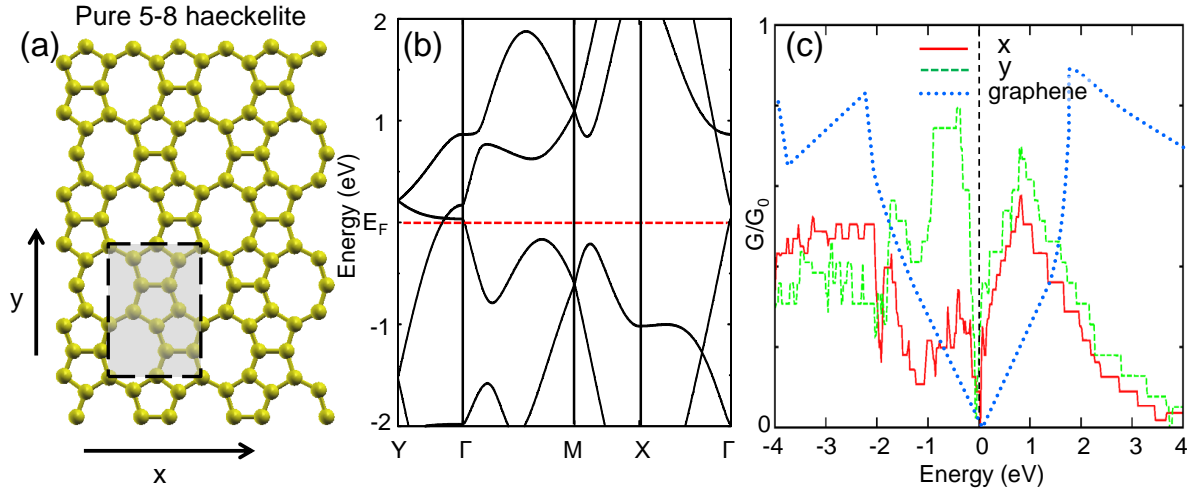 Pure 5-8 haeckelite
(a)
y
x
(b)
Energy (eV)
2
1
E_F
-1
-2
Y Γ M X Γ
(c)
x
y
graphene
G/G_0
1
0
-4 -3 -2 -1 0 1 2 3 4
Energy (eV)